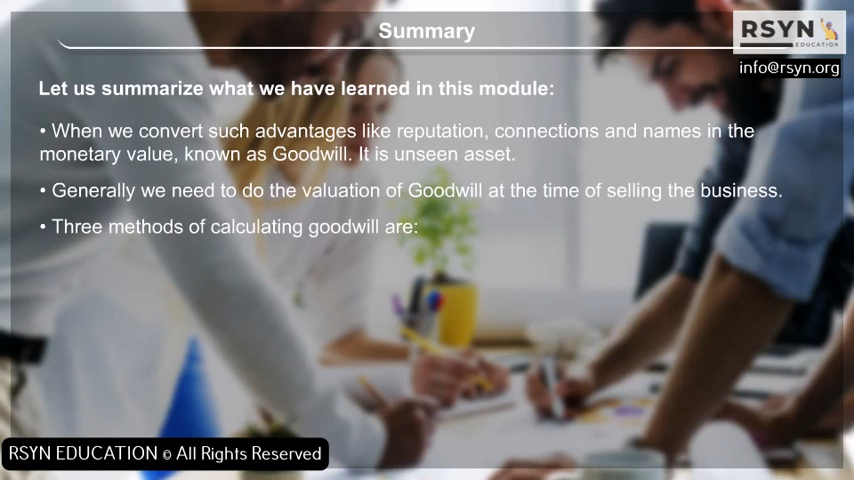 Summary
RSYN
EDUCATION
info@rsyn.org
Let us summarize what we have learned in this module:
• When we convert such advantages like reputation, connections and names in the
monetary value, known as Goodwill. It is unseen asset.
• Generally we need to do the valuation of Goodwill at the time of selling the business.
• Three methods of calculating goodwill are:
RSYN EDUCATION © All Rights Reserved